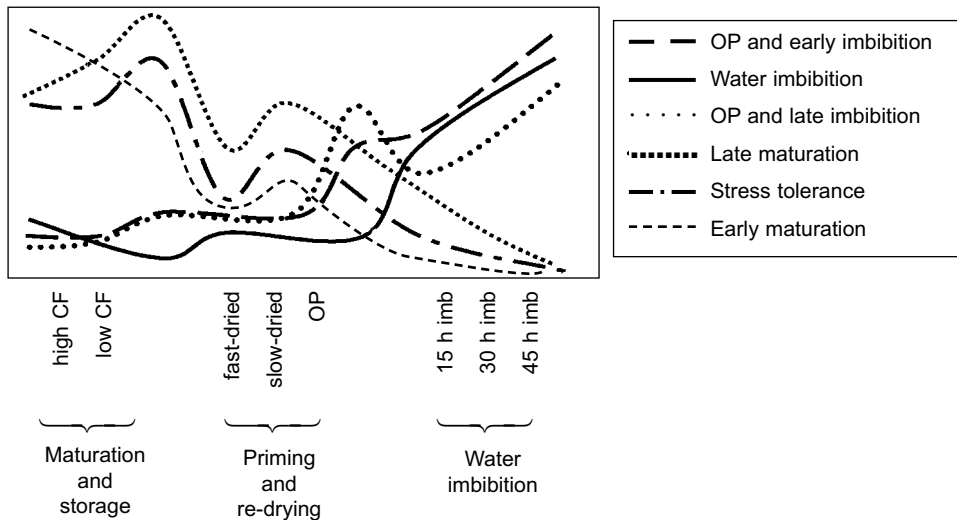 OP and early imbibition
Water imbibition
OP and late imbibition
Late maturation
Stress tolerance
Early maturation
high CF
low CF
fast-dried
slow-dried
OP
15 h imb
30 h imb
45 h imb
Maturation
and
storage
Priming
and
re-drying
Water
imbibition